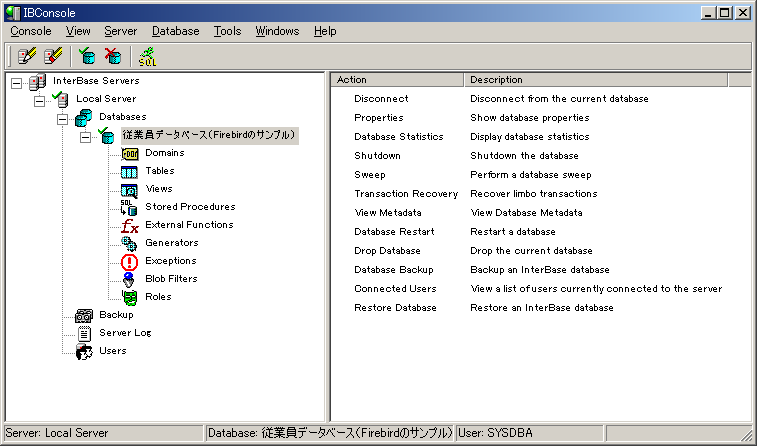 IBConsole
Console View Server Database Tools Windows Help
SQL
InterBase Servers
Local Server
Databases
従業員データベース(Firebirdのサンプル)
Domains
Tables
Views
SQL Stored Procedures
fx External Functions
Generators
Exceptions
Blob Filters
Roles
Backup
Server Log
Users
Action Description
Disconnect Disconnect from the current database
Properties Show database properties
Database Statistics Display database statistics
Shutdown Shutdown the database
Sweep Perform a database sweep
Transaction Recovery Recover limbo transactions
View Metadata View Database Metadata
Database Restart Restart a database
Drop Database Drop the current database
Database Backup Backup an InterBase database
Connected Users View a list of users currently connected to the server
Restore Database Restore an InterBase database
Server: Local Server Database: 従業員データベース(Firebirdのサンプル) User: SYSDBA